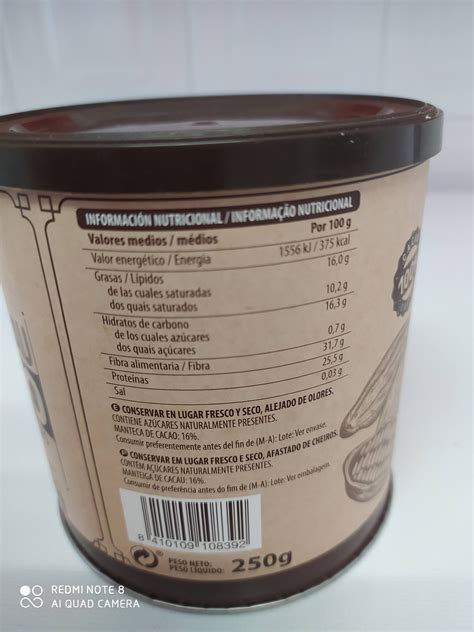 INFORMACIÓN NUTRICIONAL / INFORMAÇÃO NUTRICIONAL
Valores medios / médios Por 100 g
Valor energético / Energia 1556 kJ / 375 kcal
Grasas / Lípidos 16,0 g
de las cuales saturadas
dos quais saturados 10,2 g
Hidratos de carbono 16,3 g
de los cuales azúcares
dos quais açúcares 0,7 g
Fibra alimentaria / Fibra 31,7 g
Proteínas 25,5 g
Sal 0,03 g
E CONSERVAR EN LUGAR FRESCO Y SECO, ALEJADO DE OLORES.
CONTIENE AZÚCARES NATURALMENTE PRESENTES.
MANTECA DE CACAO: 16%.
Consumir preferentemente antes del fin de (M-A): Lote: Ver envase.
P CONSERVAR EM LUGAR FRESCO E SECO, AFASTADO DE CHEIROS.
CONTÉM AÇÚCARES NATURALMENTE PRESENTES.
MANTEIGA DE CACAU: 16%.
Consumir de preferência antes do fim de (M-A): Lote: Ver embalagem.
8 410109 108392
PESO NETO:
PESO LÍQUIDO: 250g
REDMI NOTE 8
AI QUAD CAMERA